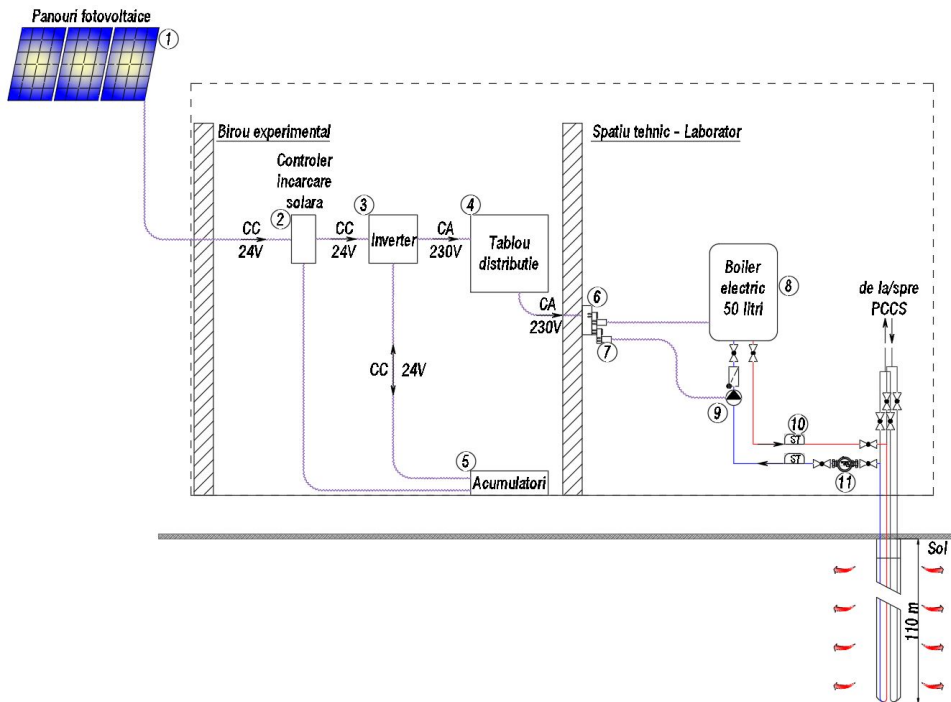 Panouri fotovoltaice
1
Birou experimental
Spatiu tehnic - Laborator
Controler
incarcare
solara
2
3
4
CC
24V
CC
24V
Inverter
CA
230V
Tablou
distributie
CA
230V
6
7
Boiler
electric
50 litri
8
de la/spre
PCCS
CC
24V
9
10
ST
ST
11
5
Acumulatori
Sol
110 m